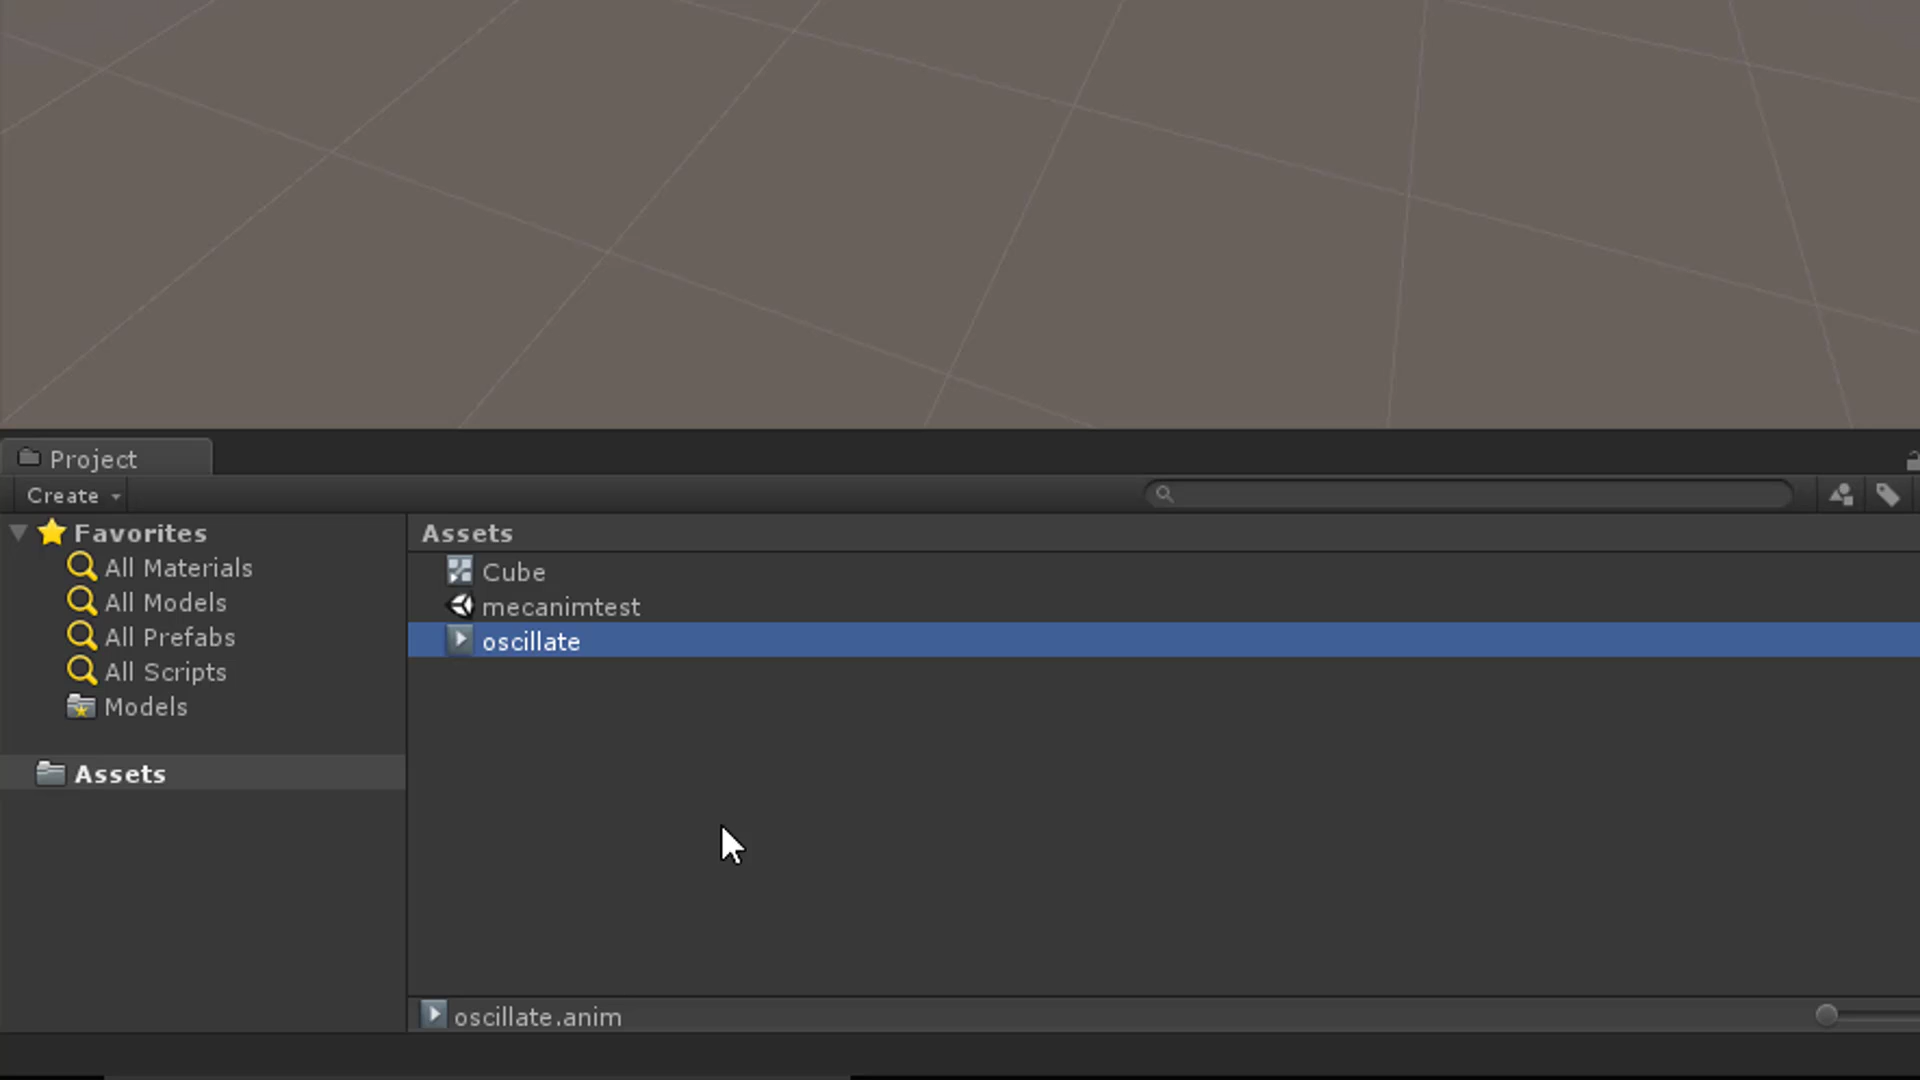 Project
Create
Favorites
All Materials
All Models
All Prefabs
All Scripts
Models
Assets
Assets
Cube
mecanimtest
oscillate
oscillate.anim